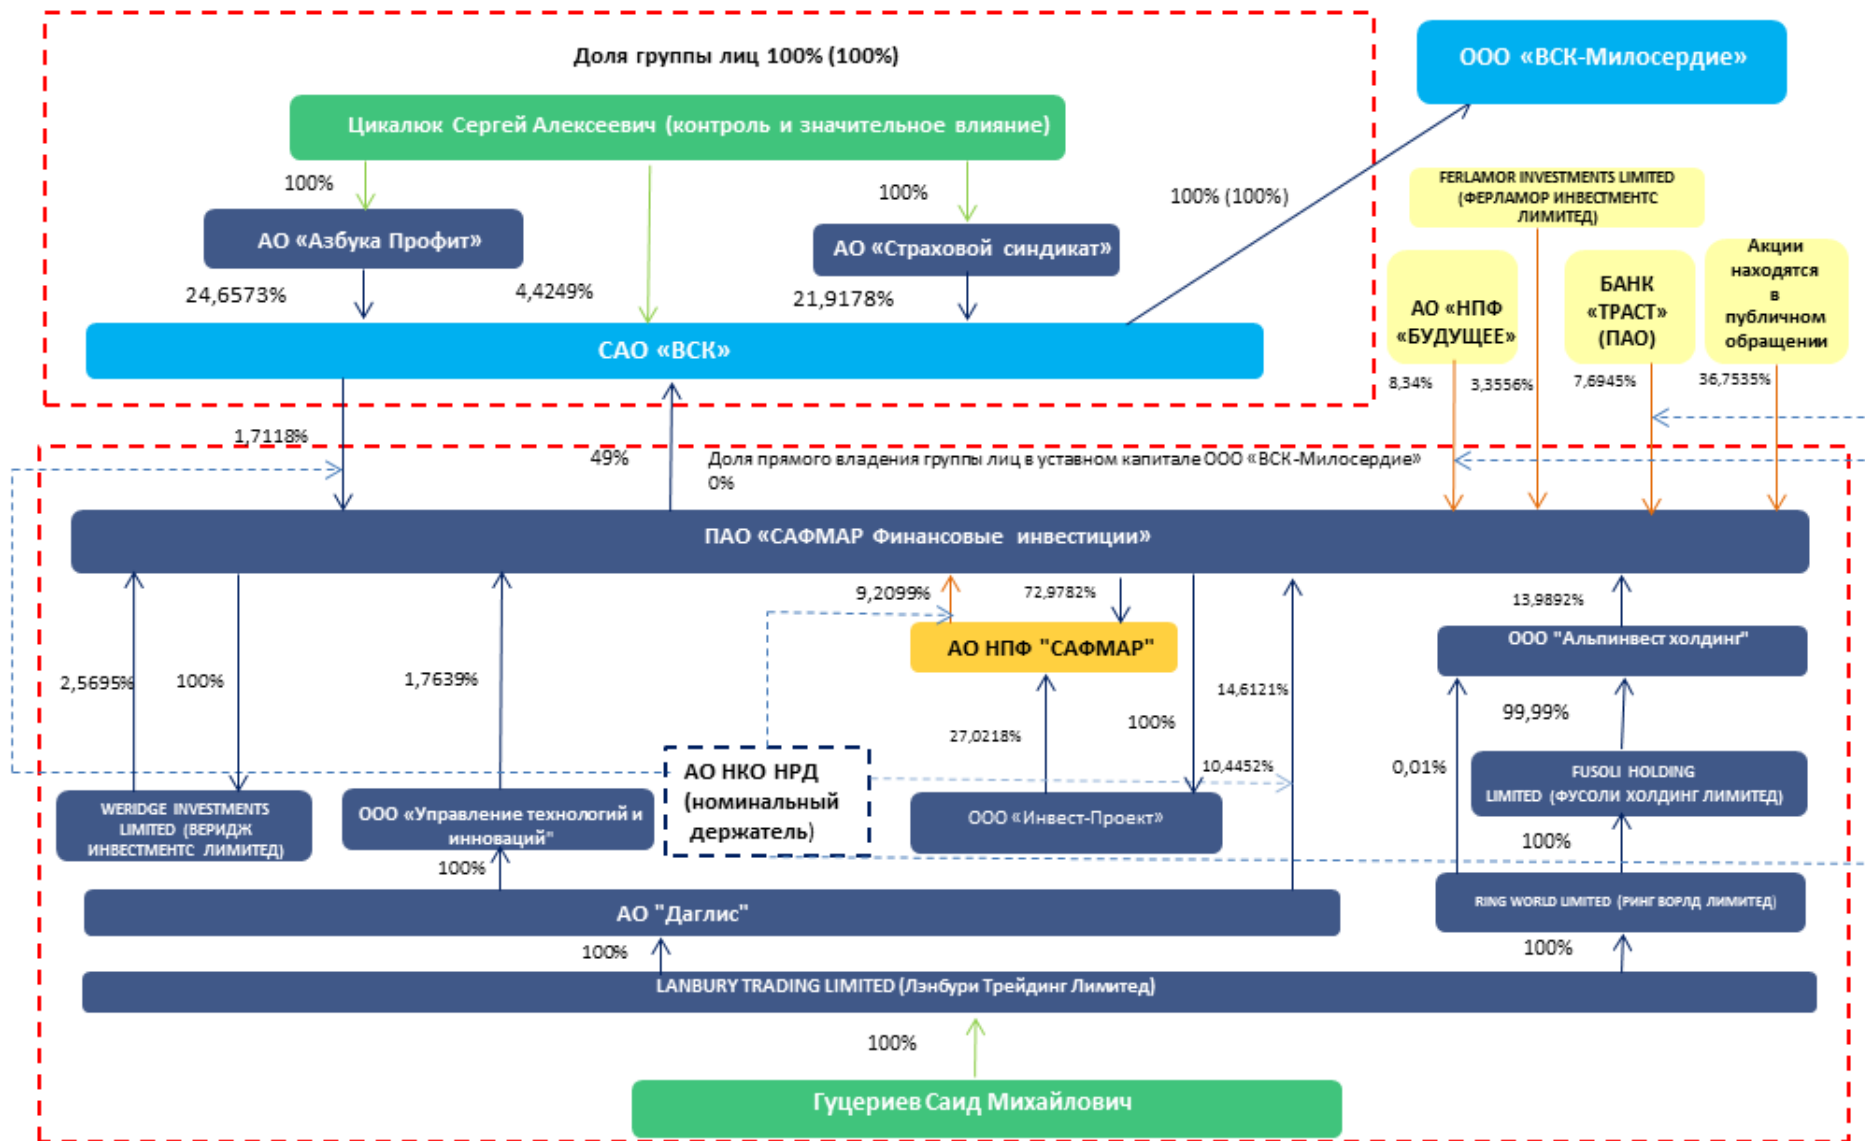 Доля группы лиц 100% (100%)
ООО «ВСК-Милосердие»
Цикалюк Сергей Алексеевич (контроль и значительное влияние)
100%
100%
100% (100%)
АО «Азбука Профит»
АО «Страховой синдикат»
24,6573%
4,4249%
21,9178%
САО «ВСК»
FERLAMOR INVESTMENTS LIMITED
(ФЕРЛАМОР ИНВЕСТМЕНТС
ЛИМИТЕД)
АО «НПФ
«БУДУЩЕЕ»
БАНК
«ТРАСТ»
(ПАО)
Акции
находятся
в
публичном
обращении
8,34%
3,3556%
7,6945%
36,7535%
1,7118%
49%
Доля прямого владения группы лиц в уставном капитале ООО «ВСК-Милосердие»
0%
ПАО «САФМАР Финансовые инвестиции»
9,2099%
72,9782%
13,9892%
АО НПФ "САФМАР"
ООО "Альпинвест холдинг"
2,5695%
100%
1,7639%
14,6121%
27,0218%
100%
99,99%
10,4452%
0,01%
АО НКО НРД
(номинальный
держатель)
WERIDGE INVESTMENTS
LIMITED (ВЕРИДЖ
ИНВЕСТМЕНТС ЛИМИТЕД)
ООО «Управление технологий и
инноваций"
ООО «Инвест-Проект»
FUSOLI HOLDING
LIMITED (ФУСОЛИ ХОЛДИНГ ЛИМИТЕД)
100%
100%
АО "Даглис"
RING WORLD LIMITED (РИНГ ВОРЛД ЛИМИТЕД)
100%
100%
LANBURY TRADING LIMITED (Лэнбури Трейдинг Лимитед)
100%
Гуцериев Саид Михайлович